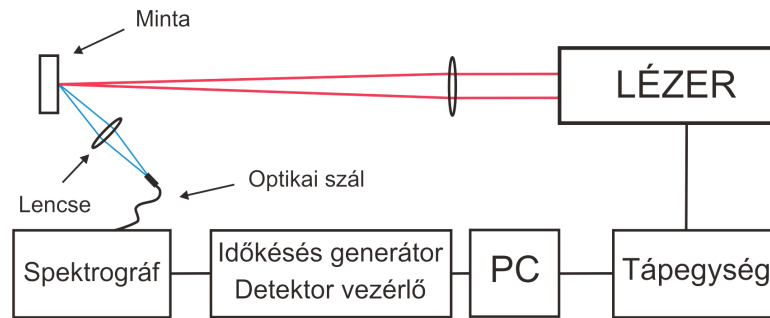 Minta
LÉZER
Lencse
Optikai szál
Spektrográf
Időkésés generátor
Detektor vezérlő
PC
Tápegység